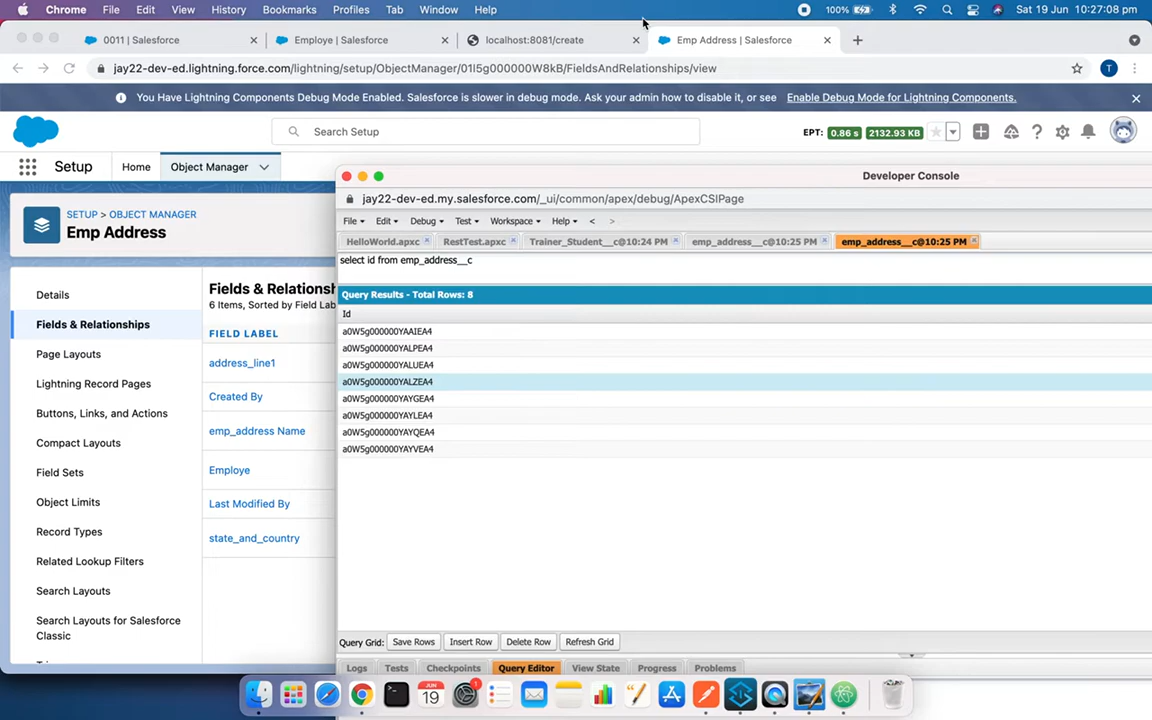 Chrome File Edit View History Bookmarks Profiles Tab Window Help 100% Sat 19 Jun 10:27:08 pm
0011 | Salesforce Employe | Salesforce localhost:8081/create Emp Address | Salesforce
jay22-dev-ed.lightning.force.com/lightning/setup/ObjectManager/01I5g000000W8kB/FieldsAndRelationships/view T
You Have Lightning Components Debug Mode Enabled. Salesforce is slower in debug mode. Ask your admin how to disable it, or see Enable Debug Mode for Lightning Components.
Search Setup EPT: 0.86 s 2132.93 KB
Setup Home Object Manager
SETUP > OBJECT MANAGER
Emp Address
Details
Fields & Relationships
Page Layouts
Lightning Record Pages
Buttons, Links, and Actions
Compact Layouts
Field Sets
Object Limits
Record Types
Related Lookup Filters
Search Layouts
Search Layouts for Salesforce
Classic
Fields & Relationsh
6 Items, Sorted by Field Lab
FIELD LABEL
address_line1
Created By
emp_address Name
Employe
Last Modified By
state_and_country
Developer Console
jay22-dev-ed.my.salesforce.com/_ui/common/apex/debug/ApexCSIPage
File Edit Debug Test Workspace Help < >
HelloWorld.apxc RestTest.apxc Trainer_Student__c@10:24 PM emp_address__c@10:25 PM emp_address__c@10:25 PM
select id from emp_address__c
Query Results - Total Rows: 8
Id
a0W5g000000YAAIEA4
a0W5g000000YALPEA4
a0W5g000000YALUEA4
a0W5g000000YALZEA4
a0W5g000000YAYGEA4
a0W5g000000YAYLEA4
a0W5g000000YAYQEA4
a0W5g000000YAYVEA4
Query Grid: Save Rows Insert Row Delete Row Refresh Grid
Logs Tests Checkpoints Query Editor View State Progress Problems
JUN
19
1